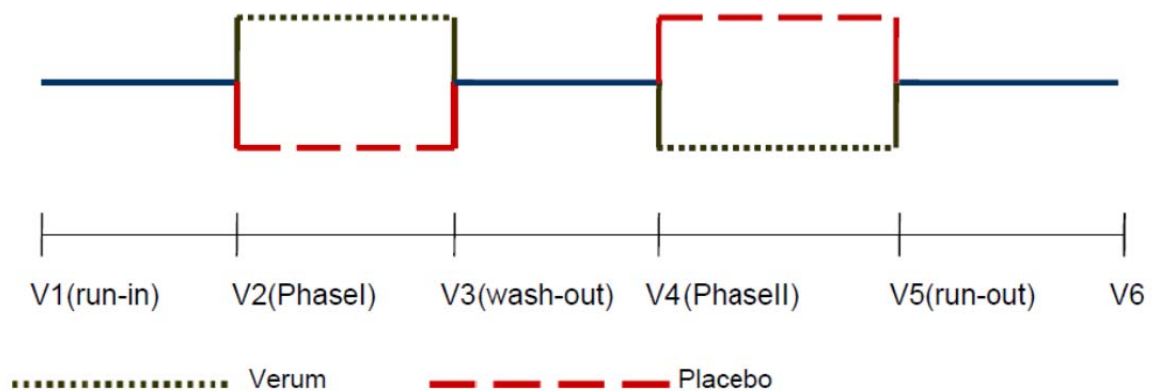 V1(run-in) V2(PhaseI) V3(wash-out) V4(PhaseII) V5(run-out) V6
Verum Placebo